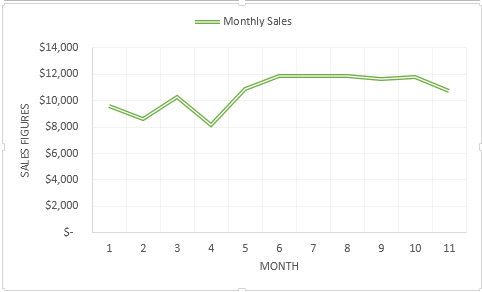 Monthly Sales
$14,000
$12,000
$10,000
$8,000
$6,000
$4,000
$2,000
$-
SALES FIGURES
1 2 3 4 5 6 7 8 9 10 11
MONTH